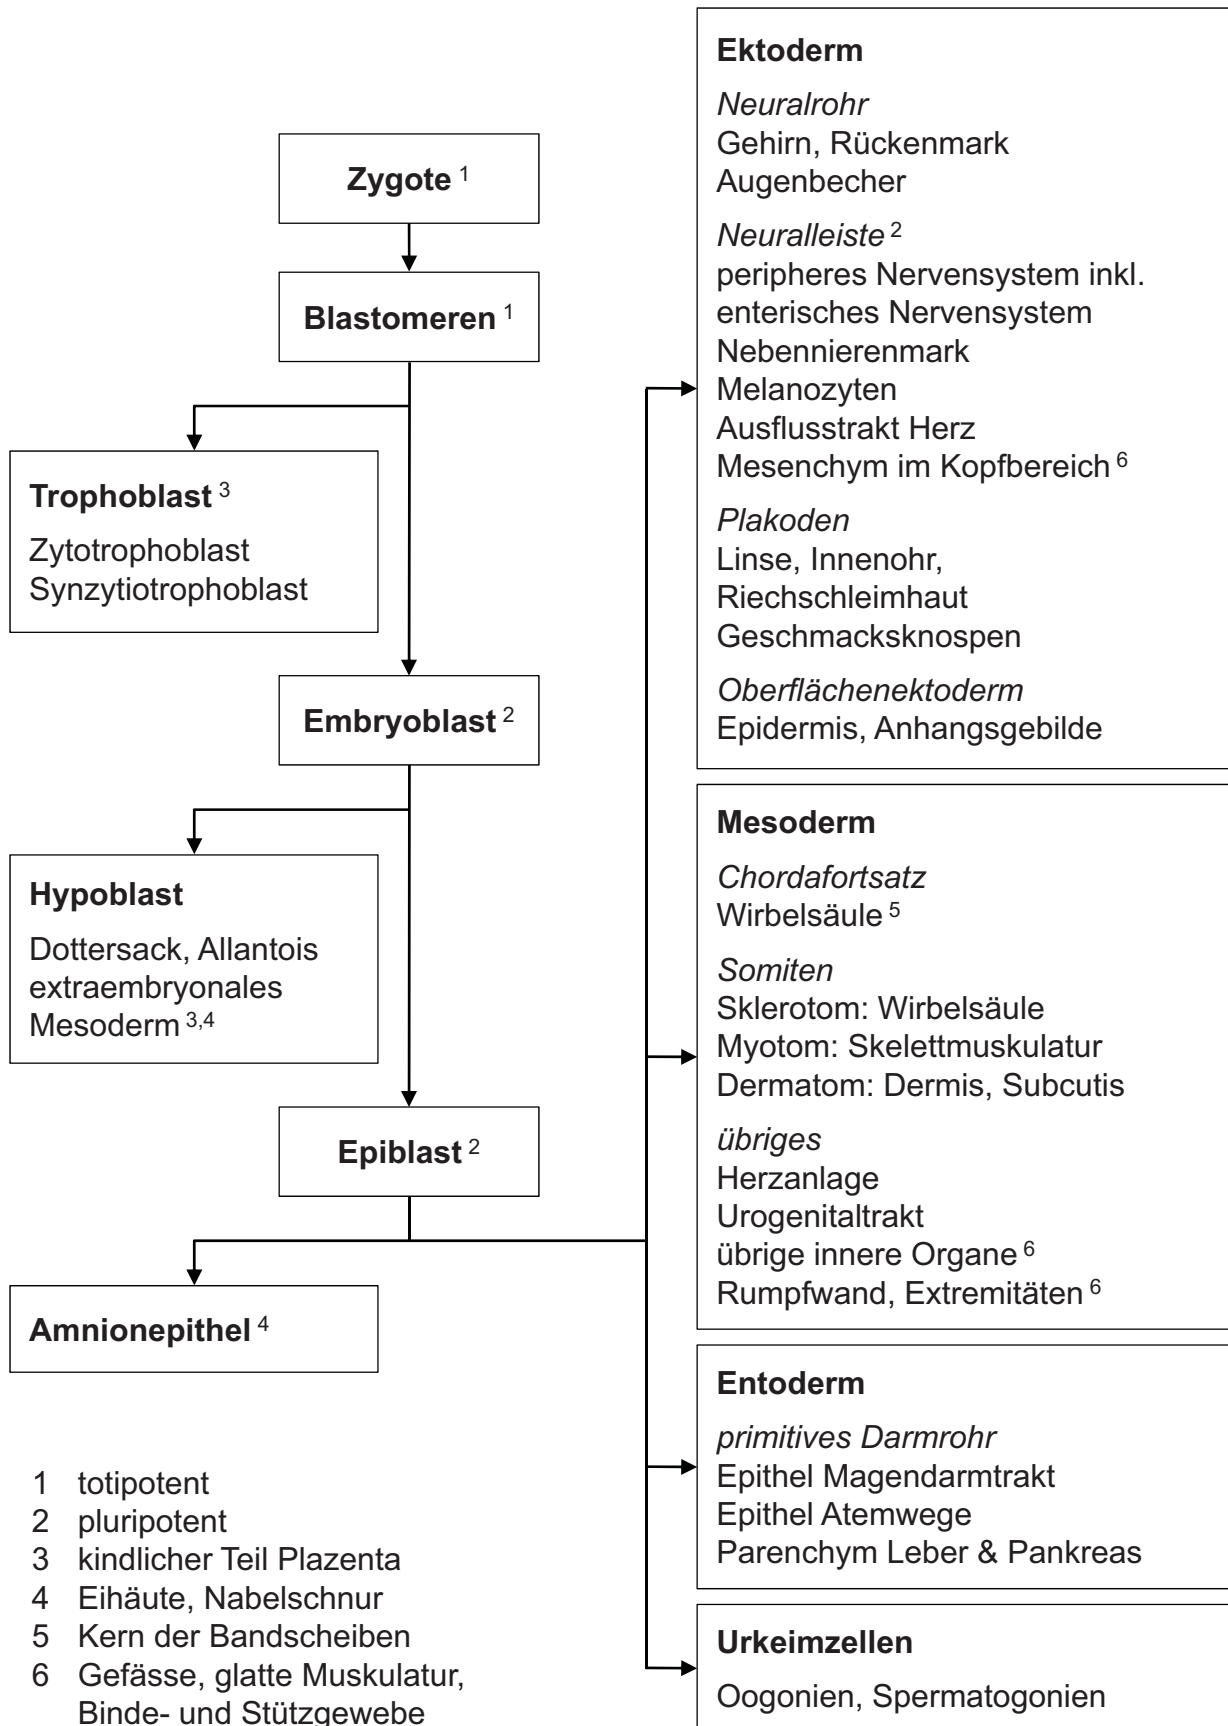 Zygote 1
Blastomeren 1
Trophoblast 3
Zytotrophoblast
Synzytiotrophoblast
Embryoblast 2
Hypoblast
Dottersack, Allantois
extraembryonales
Mesoderm 3,4
Epiblast 2
Amnionepithel 4
1 totipotent
2 pluripotent
3 kindlicher Teil Plazenta
4 Eihäute, Nabelschnur
5 Kern der Bandscheiben
6 Gefässe, glatte Muskulatur,
Binde- und Stützgewebe
Ektoderm
Neuralrohr
Gehirn, Rückenmark
Augenbecher
Neuralleiste 2
peripheres Nervensystem inkl.
enterisches Nervensystem
Nebennierenmark
Melanozyten
Ausflusstrakt Herz
Mesenchym im Kopfbereich 6
Plakoden
Linse, Innenohr,
Riechschleimhaut
Geschmacksknospen
Oberflächenektoderm
Epidermis, Anhangsgebilde
Mesoderm
Chordafortsatz
Wirbelsäule 5
Somiten
Sklerotom: Wirbelsäule
Myotom: Skelettmuskulatur
Dermatom: Dermis, Subcutis
übriges
Herzanlage
Urogenitaltrakt
übrige innere Organe 6
Rumpfwand, Extremitäten 6
Entoderm
primitives Darmrohr
Epithel Magendarmtrakt
Epithel Atemwege
Parenchym Leber & Pankreas
Urkeimzellen
Oogonien, Spermatogonien